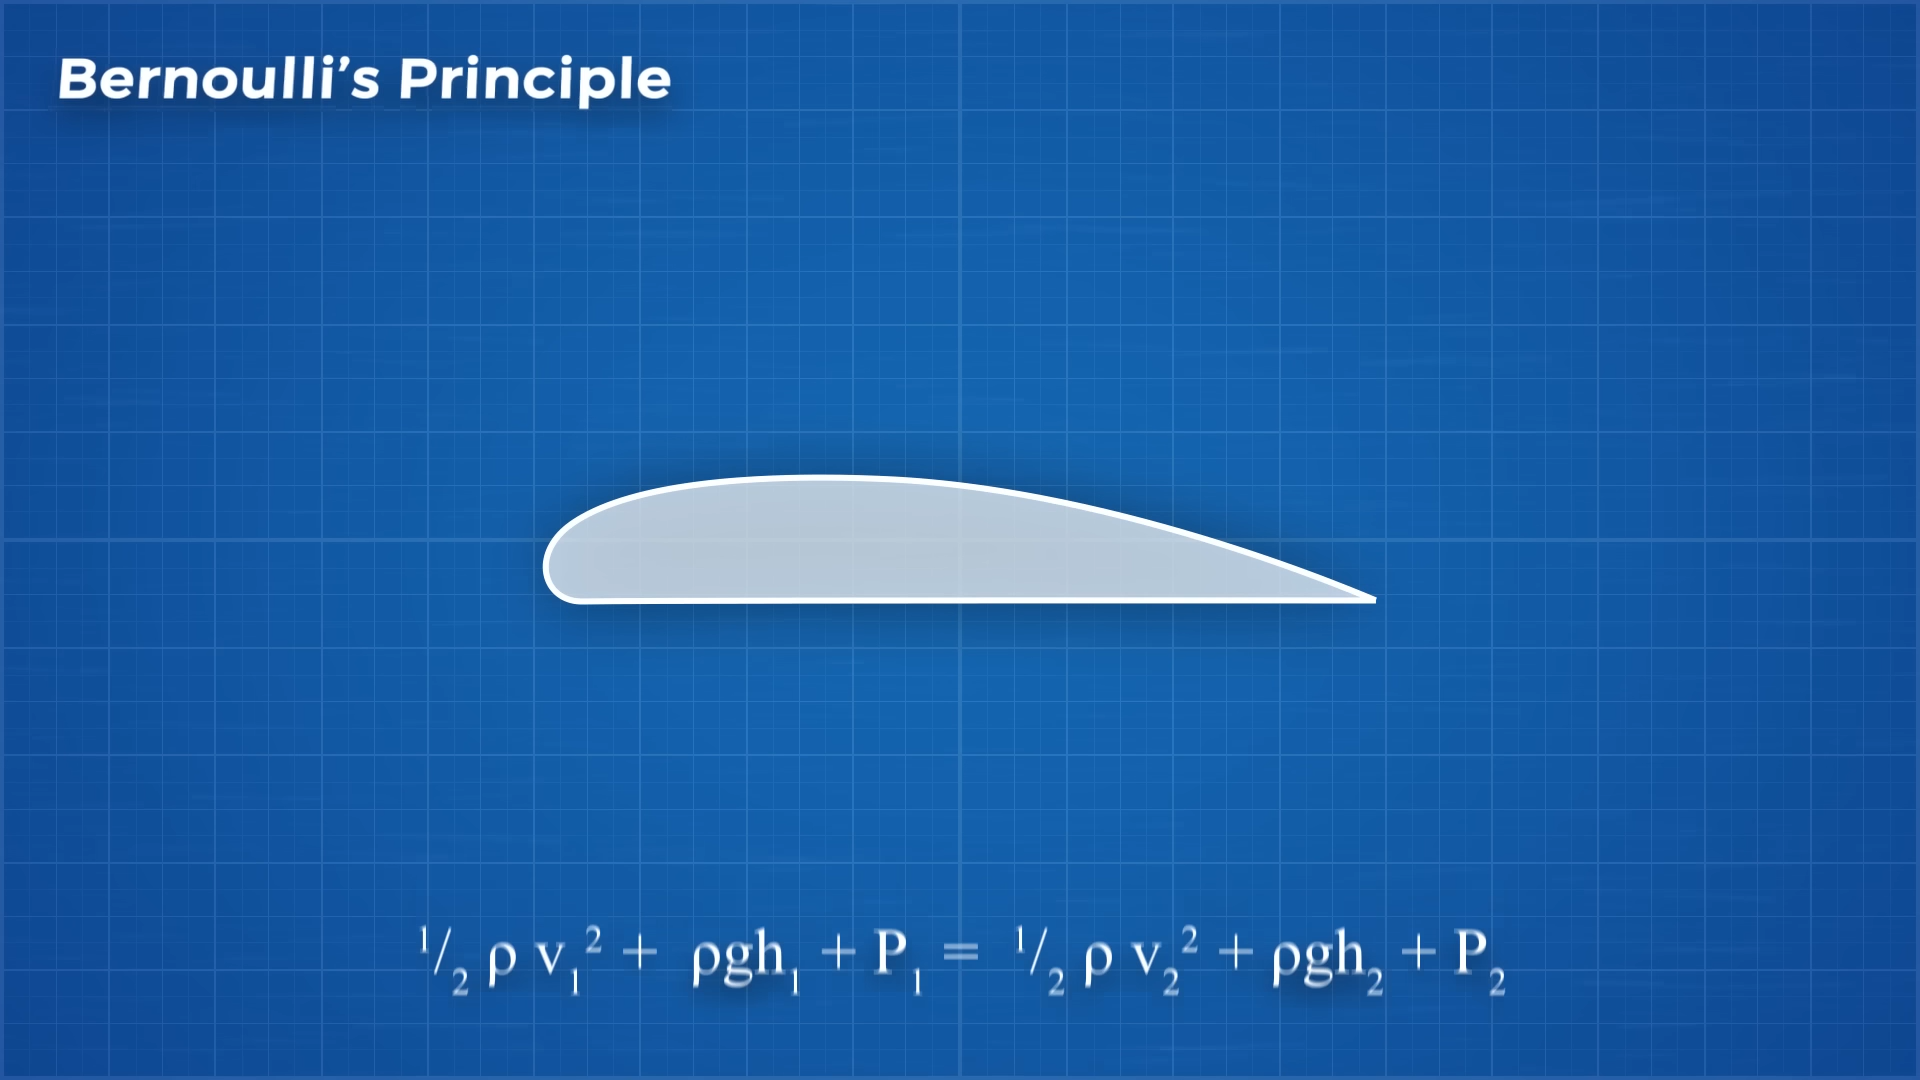 Bernoulli’s Principle
½ ρ v₁² + ρgh₁ + P₁ = ½ ρ v₂² + ρgh₂ + P₂